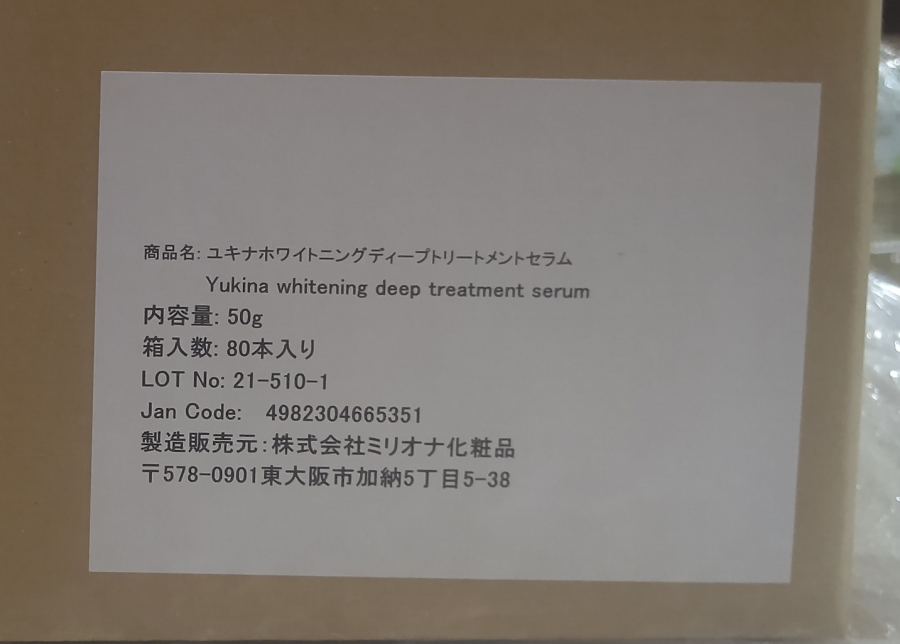 商品名: ユキナホワイトニングディープトリートメントセラム
Yukina whitening deep treatment serum
内容量: 50g
箱入数: 80本入り
LOT No: 21-510-1
Jan Code: 4982304665351
製造販売元:株式会社ミリオナ化粧品
〒578-0901東大阪市加納5丁目5-38